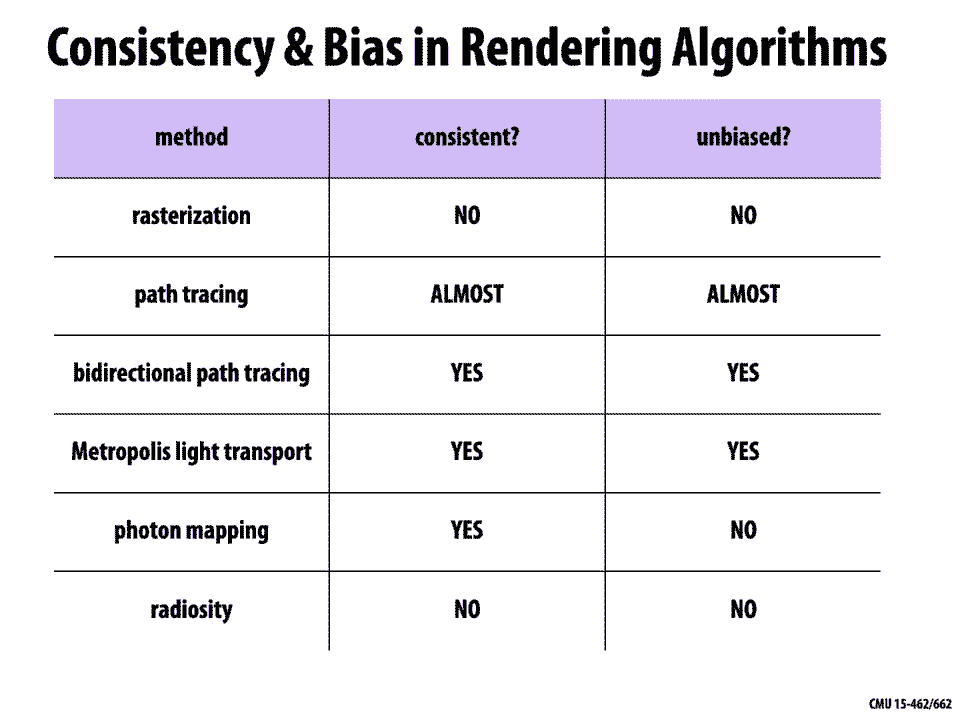 Consistency & Bias in Rendering Algorithms
method consistent? unbiased?
rasterization NO NO
path tracing ALMOST ALMOST
bidirectional path tracing YES YES
Metropolis light transport YES YES
photon mapping YES NO
radiosity NO NO
CMU 15-462/662